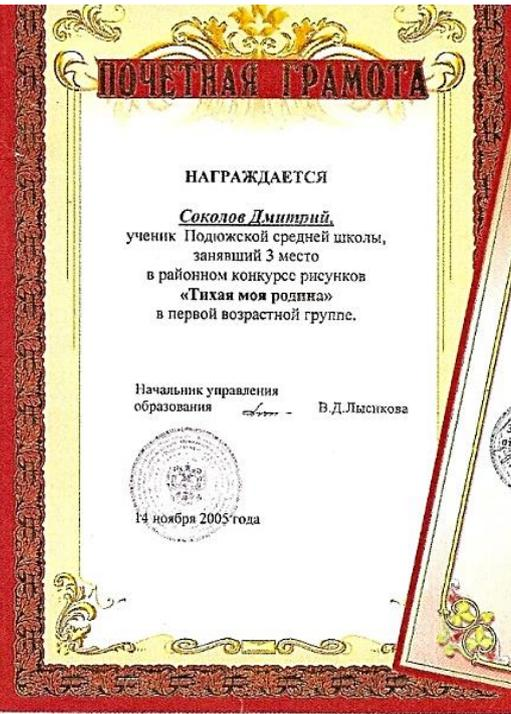 ПОЧЕТНАЯ ГРАМОТА
НАГРАЖДАЕТСЯ
Соколов Дмитрий,
ученик Подюжской средней школы,
занявший 3 место
в районном конкурсе рисунков
«Тихая моя родина»
в первой возрастной группе.
Начальник управления
образования В.Д.Лысикова
14 ноября 2005 года